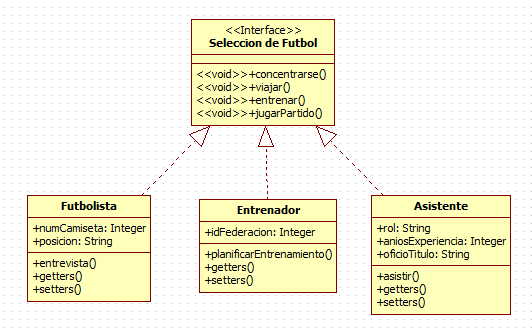 <<Interface>>
Seleccion de Futbol
<<void>>+concentrarse()
<<void>>+viajar()
<<void>>+entrenar()
<<void>>+jugarPartido()
Futbolista
+numCamiseta: Integer
+posicion: String
+entrevista()
+getters()
+setters()
Entrenador
+idFederacion: Integer
+planificarEntrenamiento()
+getters()
+setters()
Asistente
+rol: String
+aniosExperiencia: Integer
+oficioTitulo: String
+asistir()
+getters()
+setters()